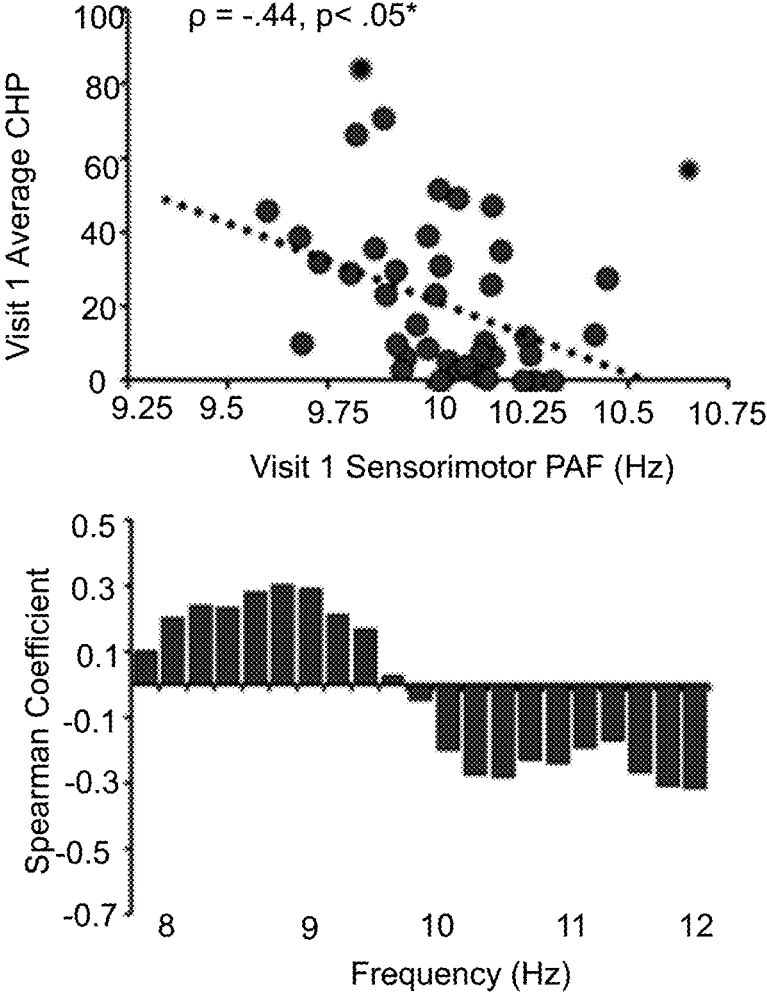 ρ = -.44, p< .05*
Visit 1 Average CHP
100
80
60
40
20
0
9.25 9.5 9.75 10 10.25 10.5 10.75
Visit 1 Sensorimotor PAF (Hz)
Spearman Coefficient
0.5
0.3
0.1
-0.1
-0.3
-0.5
-0.7
8 9 10 11 12
Frequency (Hz)